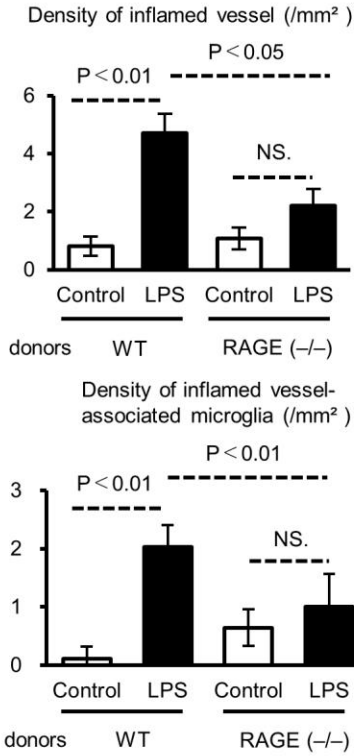 Density of inflamed vessel (/mm² )
P<0.05
P<0.01
6
NS.
4
2
0
Control LPS Control LPS
donors WT RAGE (–/–)
Density of inflamed vessel-
associated microglia (/mm² )
P<0.01
P<0.01
3
NS.
2
1
0
Control LPS Control LPS
donors WT RAGE (–/–)